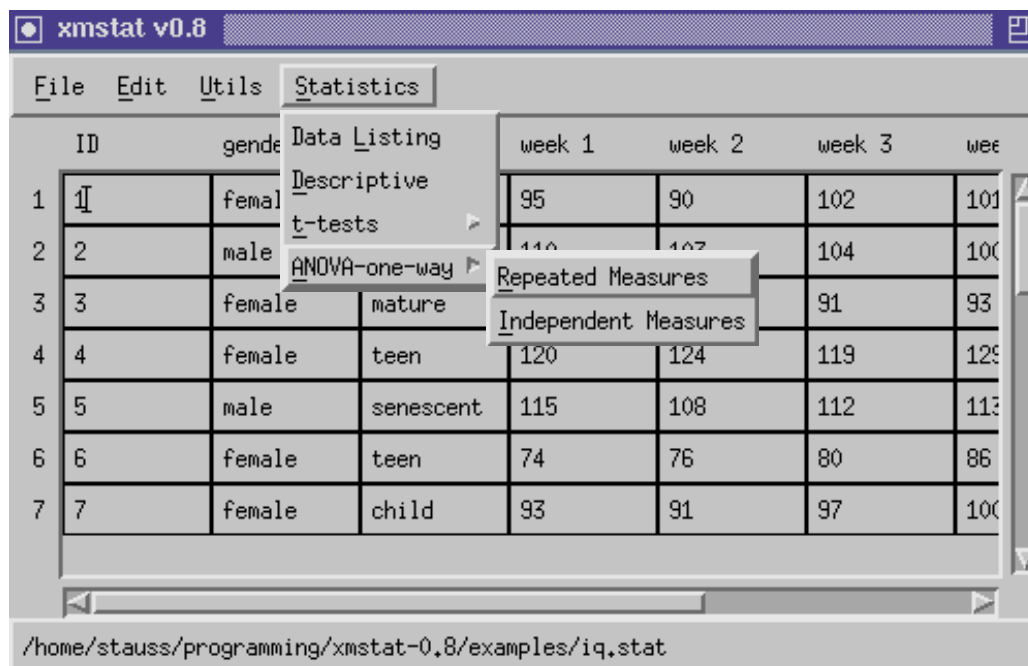 xmstat v0.8
File Edit Utils Statistics
ID week 1 week 2 week 3
Data Listing
Descriptive
t-tests
ANOVA-one-way
Repeated Measures
Independent Measures
1 1 95 90 102
2 2 male 104
3 3 female mature 91 93
4 4 female teen 120 124 119
5 5 male senescent 115 108 112
6 6 female teen 74 76 80 86
7 7 female child 93 91 97
/home/stauss/programming/xmstat-0.8/examples/iq.stat